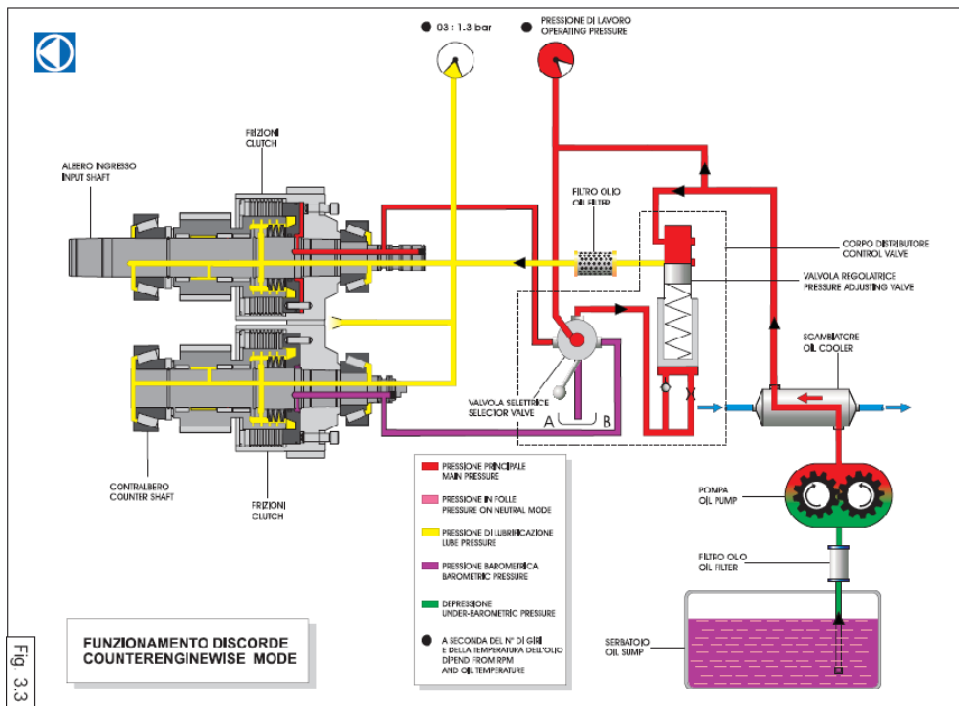 03 : 1.3 bar
PRESSIONE DI LAVORO
OPERATING PRESSURE
FRIZIONI
CLUTCH
ALBERO INGRESSO
INPUT SHAFT
FILTRO OLIO
OIL FILTER
CORPO DISTRIBUTORE
CONTROL VALVE
VALVOLA REGOLATRICE
PRESSURE ADJUSTING VALVE
SCAMBIATORE
OIL COOLER
VALVOLA SELETTRICE
SELECTOR VALVE
A
B
CONTRALBERO
COUNTER SHAFT
FRIZIONI
CLUTCH
PRESSIONE PRINCIPALE
MAIN PRESSURE
PRESSIONE IN FOLLE
PRESSURE ON NEUTRAL MODE
PRESSIONE DI LUBRIFICAZIONE
LUBE PRESSURE
PRESSIONE BAROMETRICA
BAROMETRIC PRESSURE
DEPRESSIONE
UNDER-BAROMETRIC PRESSURE
A SECONDA DEL N° DI GIRI
E DELLA TEMPERATURA DELL'OLIO
DIPEND FROM RPM
AND OIL TEMPERATURE
POMPA
OIL PUMP
FILTRO OLO
OIL FILTER
SERBATOIO
OIL SUMP
FUNZIONAMENTO DISCORDE
COUNTERENGINEWISE MODE
Fig. 3.3